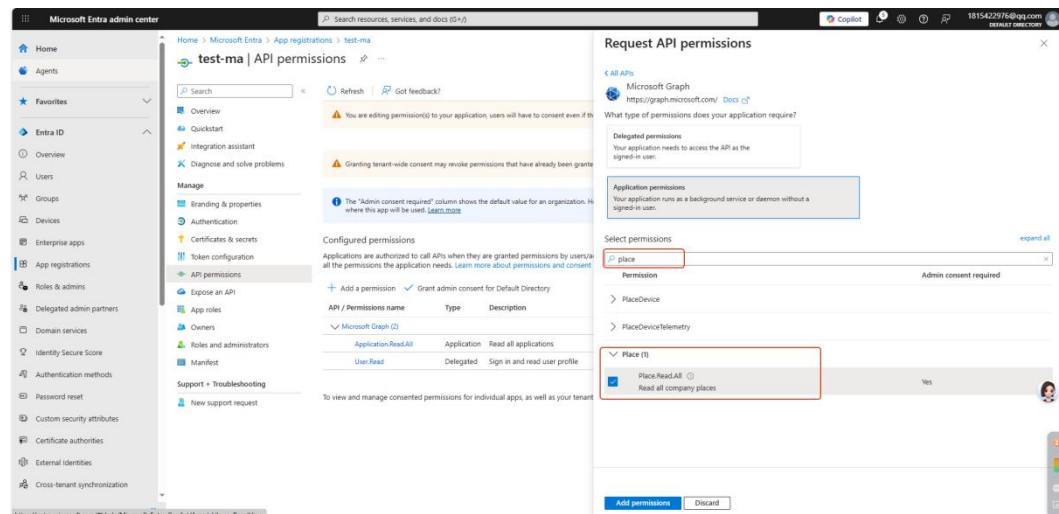 Microsoft Entra admin center
Search resources, services, and docs (G+/)
Copilot
1
1815422976@qq.com
DEFAULT DIRECTORY
Home
Agents
Favorites
Entra ID
Overview
Users
Groups
Devices
Enterprise apps
App registrations
Roles & admins
Delegated admin partners
Domain services
Identity Secure Score
Authentication methods
Password reset
Custom security attributes
Certificate authorities
External Identities
Cross-tenant synchronization
Home > Microsoft Entra > App registrations > test-ma
test-ma | API permissions
Search
Overview
Quickstart
Integration assistant
Diagnose and solve problems
Manage
Branding & properties
Authentication
Certificates & secrets
Token configuration
API permissions
Expose an API
App roles
Owners
Roles and administrators
Manifest
Support + Troubleshooting
New support request
Refresh
Got feedback?
You are editing permission(s) to your application, users will have to consent even if th
Granting tenant-wide consent may revoke permissions that have already been grante
The "Admin consent required" column shows the default value for an organization. H
where this app will be used. Learn more
Configured permissions
Applications are authorized to call APIs when they are granted permissions by users/a
all the permissions the application needs. Learn more about permissions and consent
Add a permission
Grant admin consent for Default Directory
API / Permissions name Type Description
Microsoft Graph (2)
Application.Read.All Application Read all applications
User.Read Delegated Sign in and read user profile
To view and manage consented permissions for individual apps, as well as your tenant
Request API permissions
All APIs
Microsoft Graph
https://graph.microsoft.com/ Docs
What type of permissions does your application require?
Delegated permissions
Your application needs to access the API as the
signed-in user.
Application permissions
Your application runs as a background service or daemon without a
signed-in user.
Select permissions
expand all
place
Permission Admin consent required
PlaceDevice
PlaceDeviceTelemetry
Place (1)
Place.Read.All
Read all company places
Yes
Add permissions
Discard